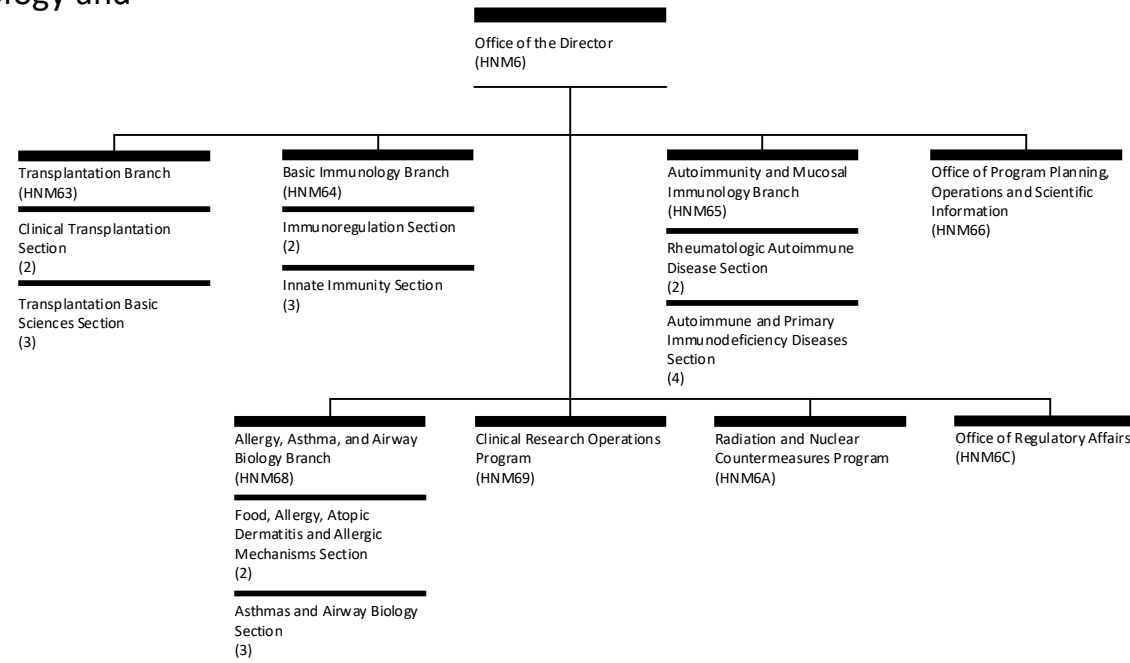 ology and
Office of the Director
(HNM6)
Transplantation Branch
(HNM63)
Clinical Transplantation
Section
(2)
Transplantation Basic
Sciences Section
(3)
Basic Immunology Branch
(HNM64)
Immunoregulation Section
(2)
Innate Immunity Section
(3)
Autoimmunity and Mucosal
Immunology Branch
(HNM65)
Rheumatologic Autoimmune
Disease Section
(2)
Autoimmune and Primary
Immunodeficiency Diseases
Section
(4)
Office of Program Planning,
Operations and Scientific
Information
(HNM66)
Allergy, Asthma, and Airway
Biology Branch
(HNM68)
Food, Allergy, Atopic
Dermatitis and Allergic
Mechanisms Section
(2)
Asthmas and Airway Biology
Section
(3)
Clinical Research Operations
Program
(HNM69)
Radiation and Nuclear
Countermeasures Program
(HNM6A)
Office of Regulatory Affairs
(HNM6C)